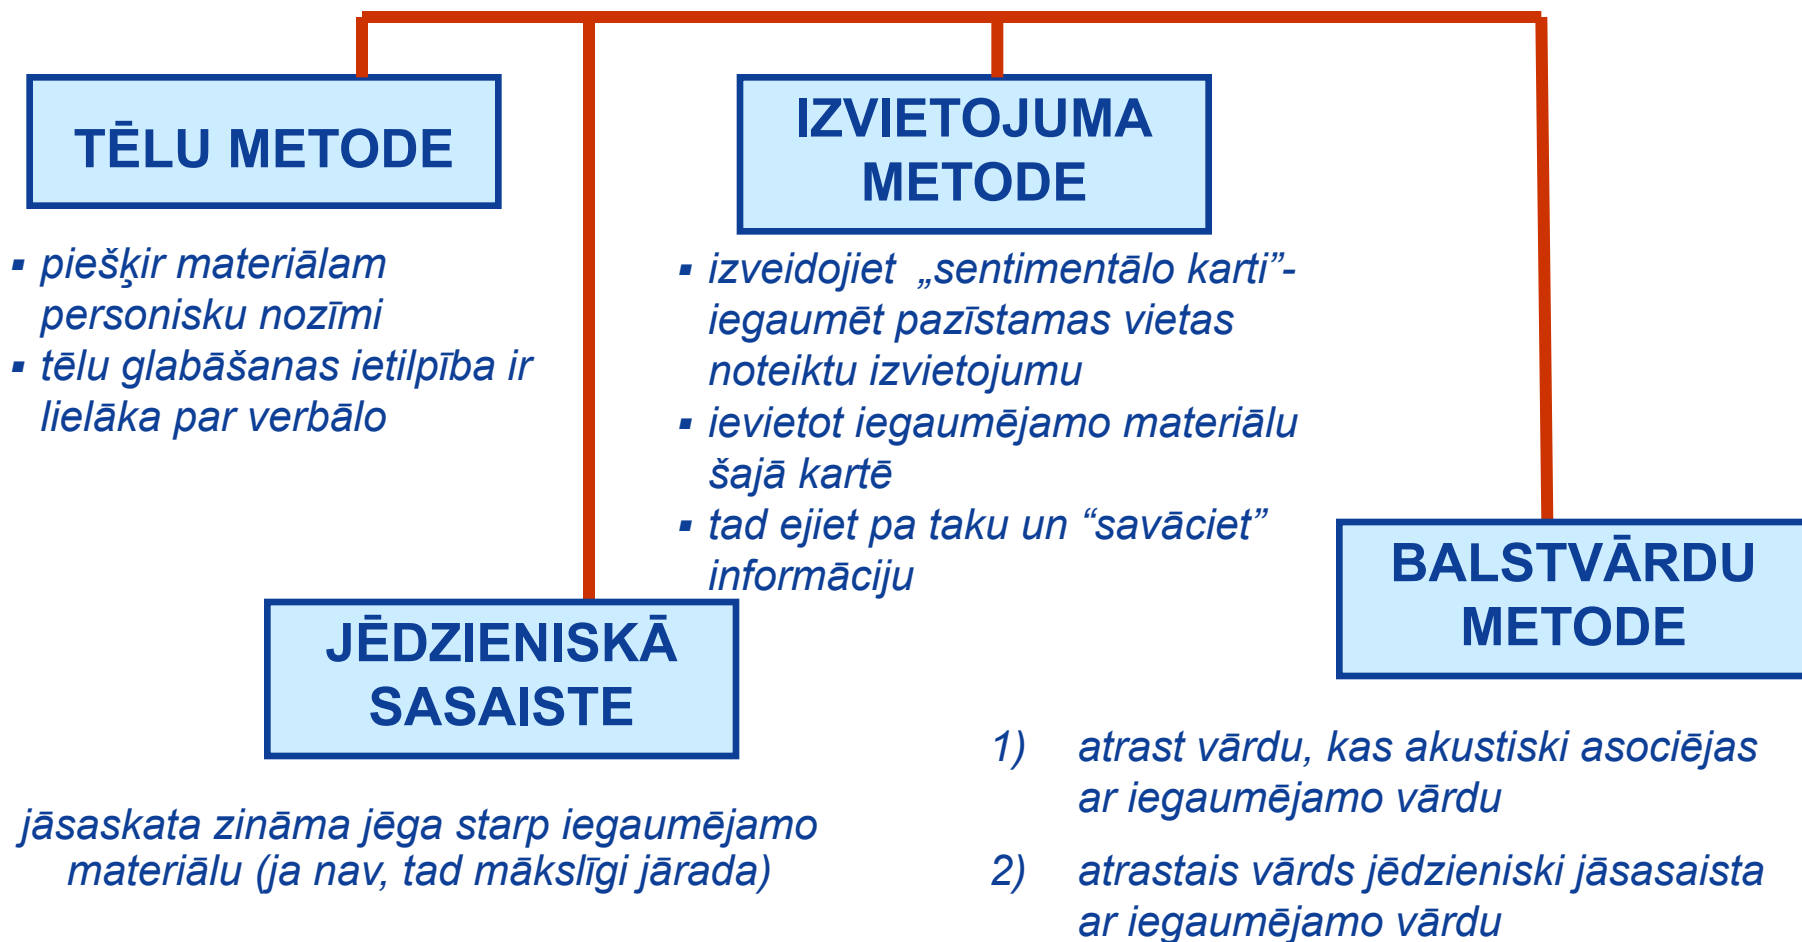 TĒLU METODE
▪ piešķir materiālam
personisku nozīmi
▪ tēlu glabāšanas ietilpība ir
lielāka par verbālo
IZVIETOJUMA
METODE
▪ izveidojiet „sentimentālo karti”-
iegaumēt pazīstamas vietas
noteiktu izvietojumu
▪ ievietot iegaumējamo materiālu
šajā kartē
▪ tad ejiet pa taku un “savāciet”
informāciju
JĒDZIENISKĀ
SASAISTE
jāsaskata zināma jēga starp iegaumējamo
materiālu (ja nav, tad mākslīgi jārada)
BALSTVĀRDU
METODE
1) atrast vārdu, kas akustiski asociējas
ar iegaumējamo vārdu
2) atrastais vārds jēdzieniski jāsasaista
ar iegaumējamo vārdu